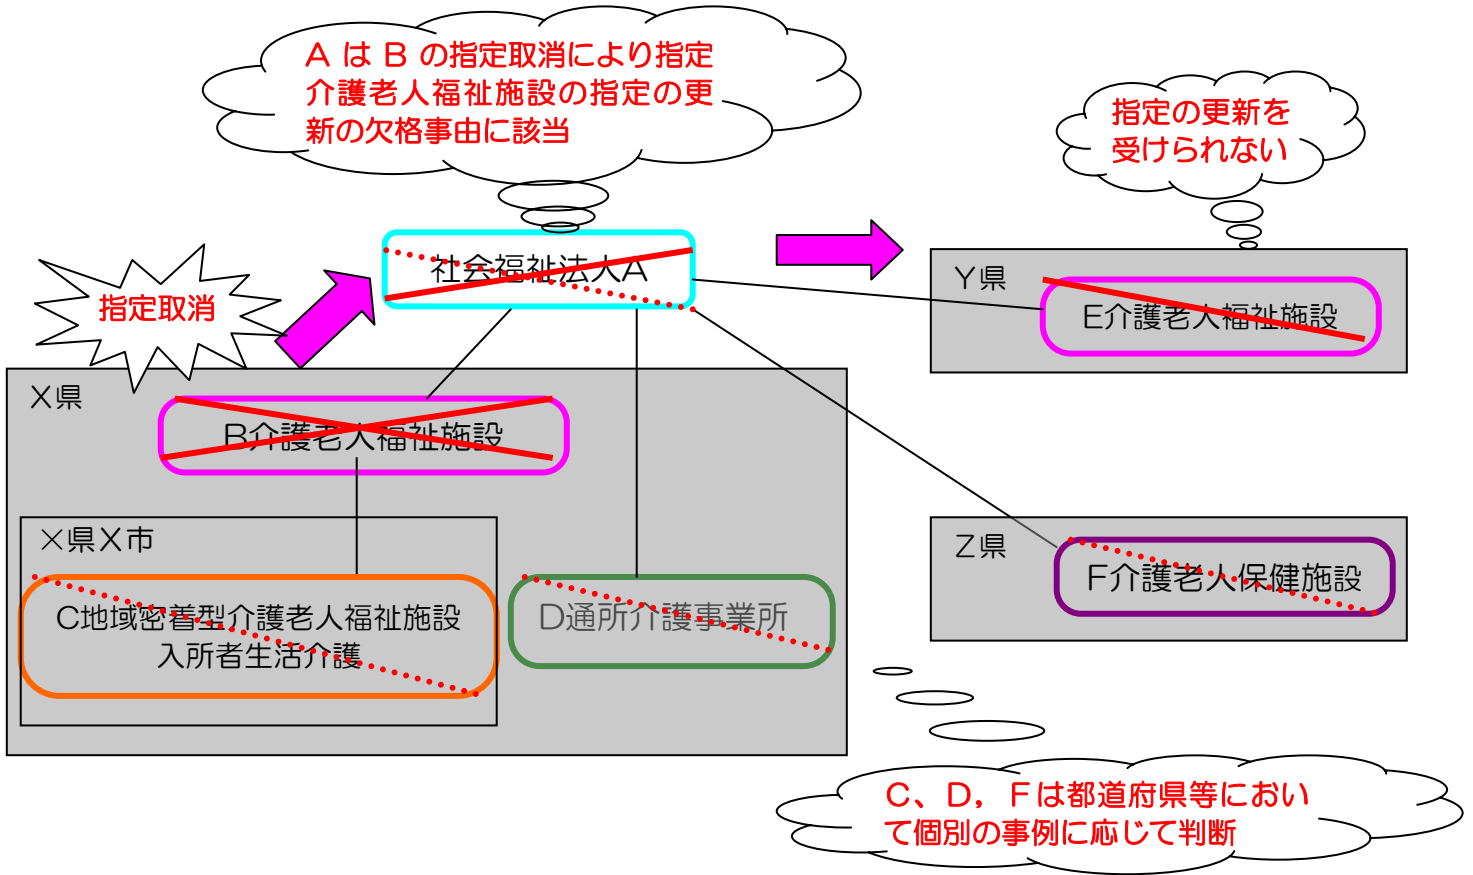 A は B の指定取消により指定
介護老人福祉施設の指定の更
新の欠格事由に該当
指定の更新を
受けられない
指定取消
社会福祉法人A
Y県
E介護老人福祉施設
X県
B介護老人福祉施設
X県X市
C地域密着型介護老人福祉施設
入所者生活介護
D通所介護事業所
Z県
F介護老人保健施設
C、D，Fは都道府県等におい
て個別の事例に応じて判断